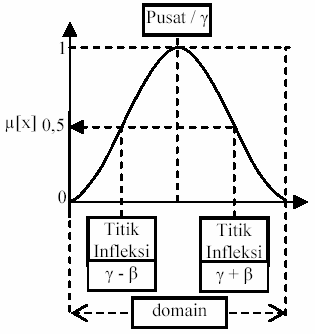 Pusat / γ
1
μ[x] 0,5
0
Titik
Infleksi
γ - β
Titik
Infleksi
γ + β
domain